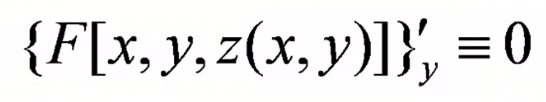 {F[x, y, z(x, y)]}′_y ≡ 0